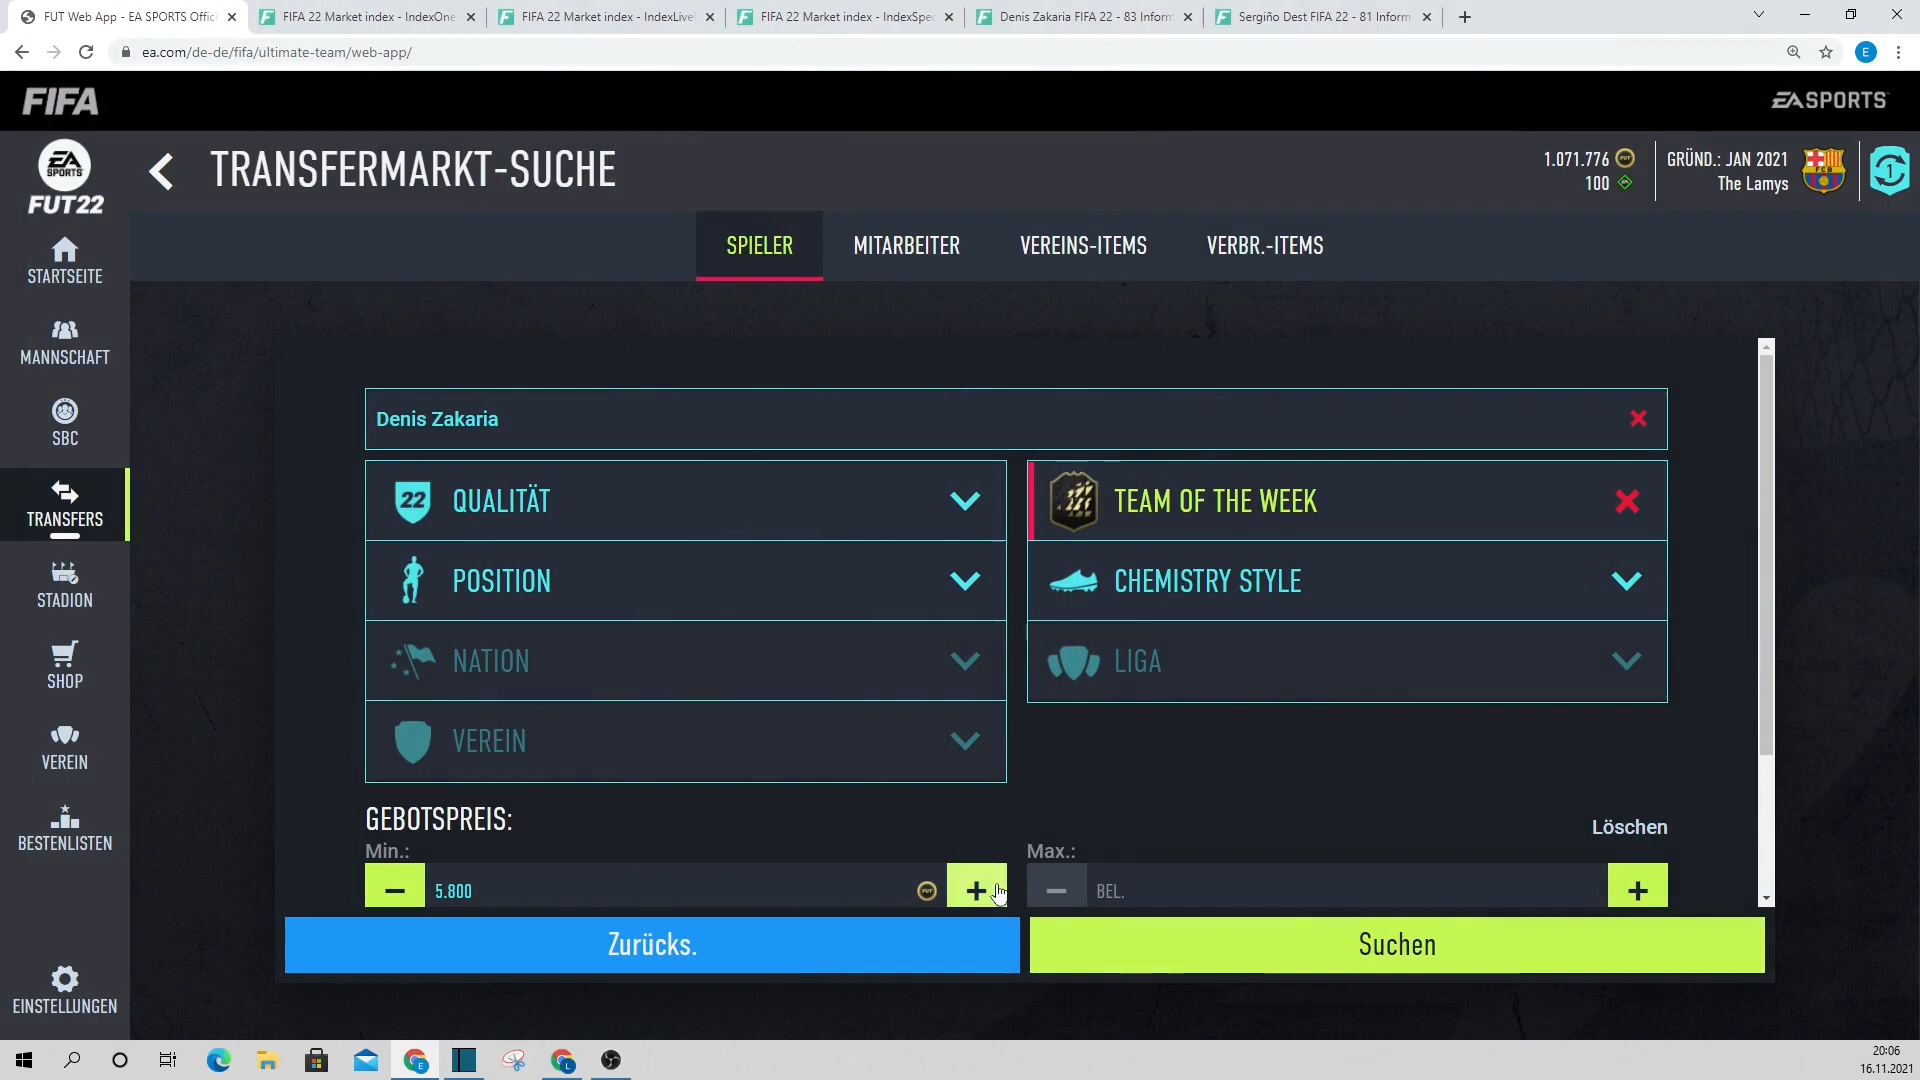 FUT Web App - EA SPORTS Offici
FIFA 22 Market index - IndexOne
FIFA 22 Market index - IndexLive
FIFA 22 Market index - IndexSpe
Denis Zakaria FIFA 22 - 83 Inform
Sergiño Dest FIFA 22 - 81 Inform
ea.com/de-de/fifa/ultimate-team/web-app/
E
FIFA
EA SPORTS
EA SPORTS
FUT22
TRANSFERMARKT-SUCHE
1.071.776
100
GRÜND.: JAN 2021
The Lamys
1
STARTSEITE
MANNSCHAFT
SBC
TRANSFERS
STADION
SHOP
VEREIN
BESTENLISTEN
EINSTELLUNGEN
SPIELER
MITARBEITER
VEREINS-ITEMS
VERBR.-ITEMS
Denis Zakaria
22 QUALITÄT
TEAM OF THE WEEK
POSITION
CHEMISTRY STYLE
NATION
LIGA
VEREIN
GEBOTSPREIS:
Löschen
Min.:
Max.:
5.800
BEL.
Zurücks.
Suchen
20:06
16.11.2021